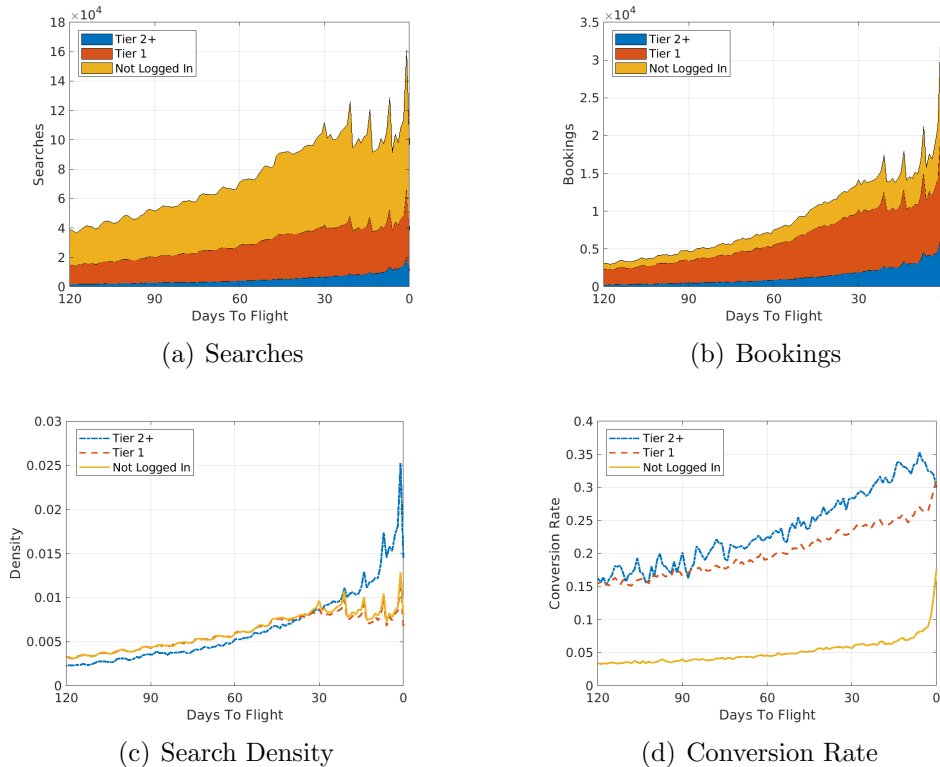 ×10⁴
18
16
14
12
10
8
6
4
2
0
Searches
Tier 2+
Tier 1
Not Logged In
120 90 60 30 0
Days To Flight
(a) Searches
×10⁴
3.5
3
2.5
2
1.5
1
0.5
0
Bookings
Tier 2+
Tier 1
Not Logged In
120 90 60 30
Days To Flight
(b) Bookings
0.03
0.025
0.02
0.015
0.01
0.005
0
Density
Tier 2+
Tier 1
Not Logged In
120 90 60 30 0
Days To Flight
(c) Search Density
0.4
0.35
0.3
0.25
0.2
0.15
0.1
0.05
0
Conversion Rate
Tier 2+
Tier 1
Not Logged In
120 90 60 30 0
Days To Flight
(d) Conversion Rate